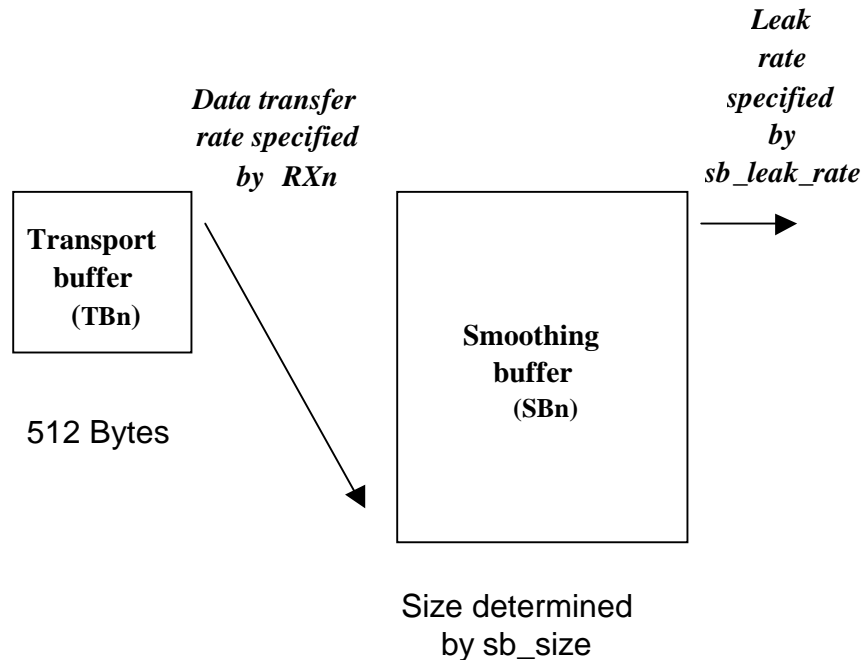 Leak
rate
specified
by
sb_leak_rate
Data transfer
rate specified
by RXn
Transport
buffer
(TBn)
512 Bytes
Smoothing
buffer
(SBn)
Size determined
by sb_size